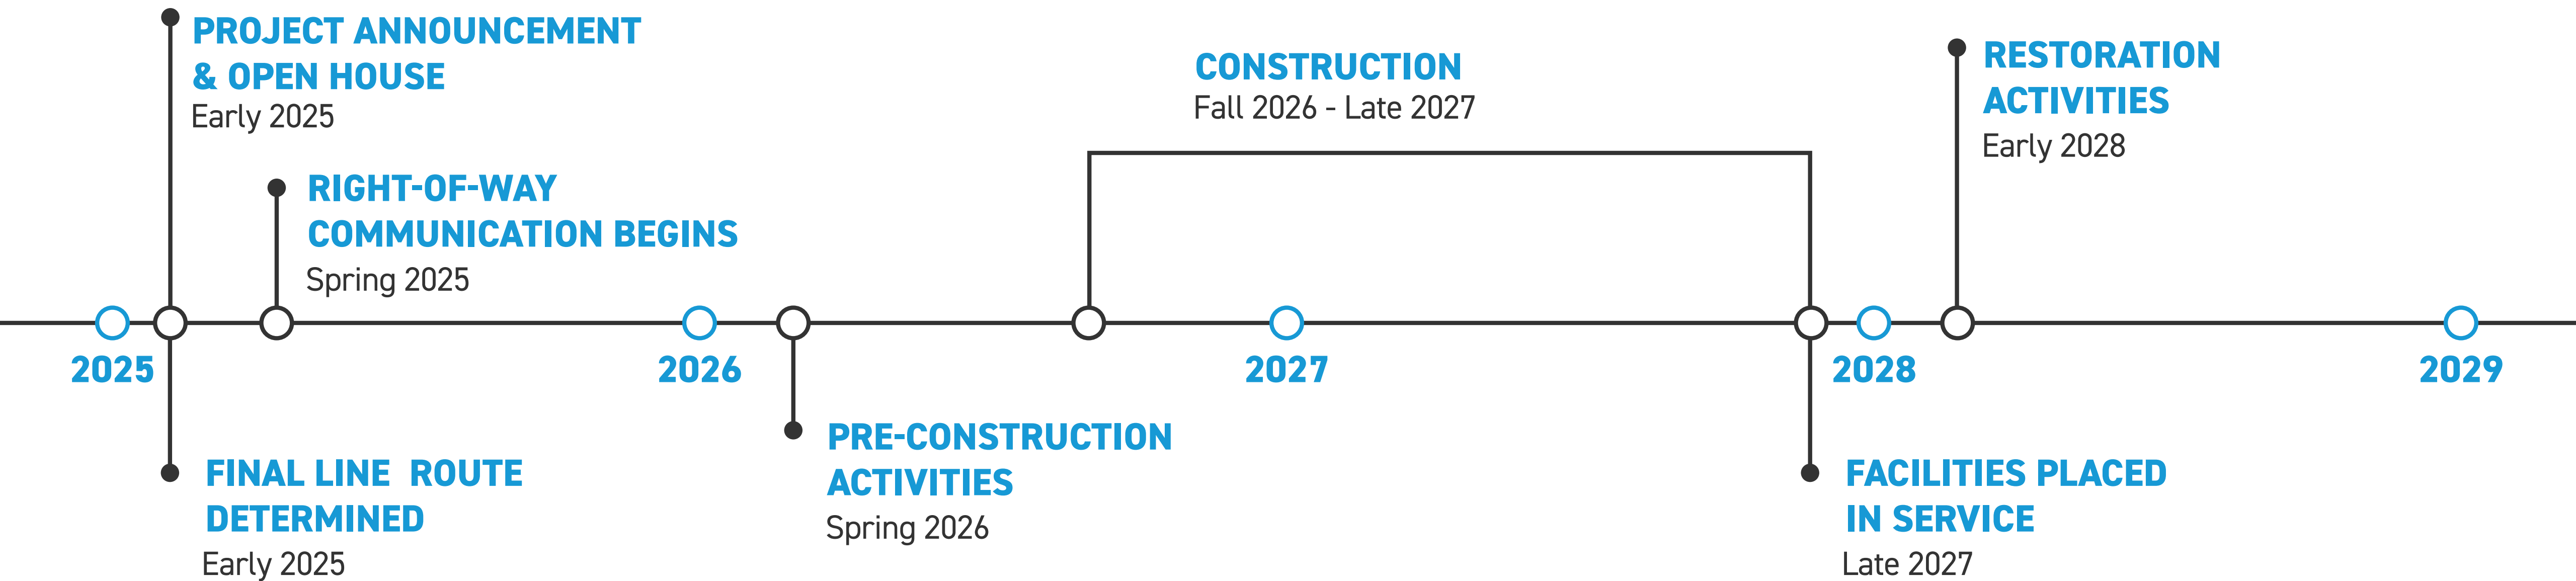 PROJECT ANNOUNCEMENT
& OPEN HOUSE
Early 2025
RIGHT-OF-WAY
COMMUNICATION BEGINS
Spring 2025
CONSTRUCTION
Fall 2026 - Late 2027
RESTORATION
ACTIVITIES
Early 2028
2025
2026
2027
2028
2029
FINAL LINE  ROUTE
DETERMINED
Early 2025
PRE-CONSTRUCTION
ACTIVITIES
Spring 2026
FACILITIES PLACED
IN SERVICE
Late 2027